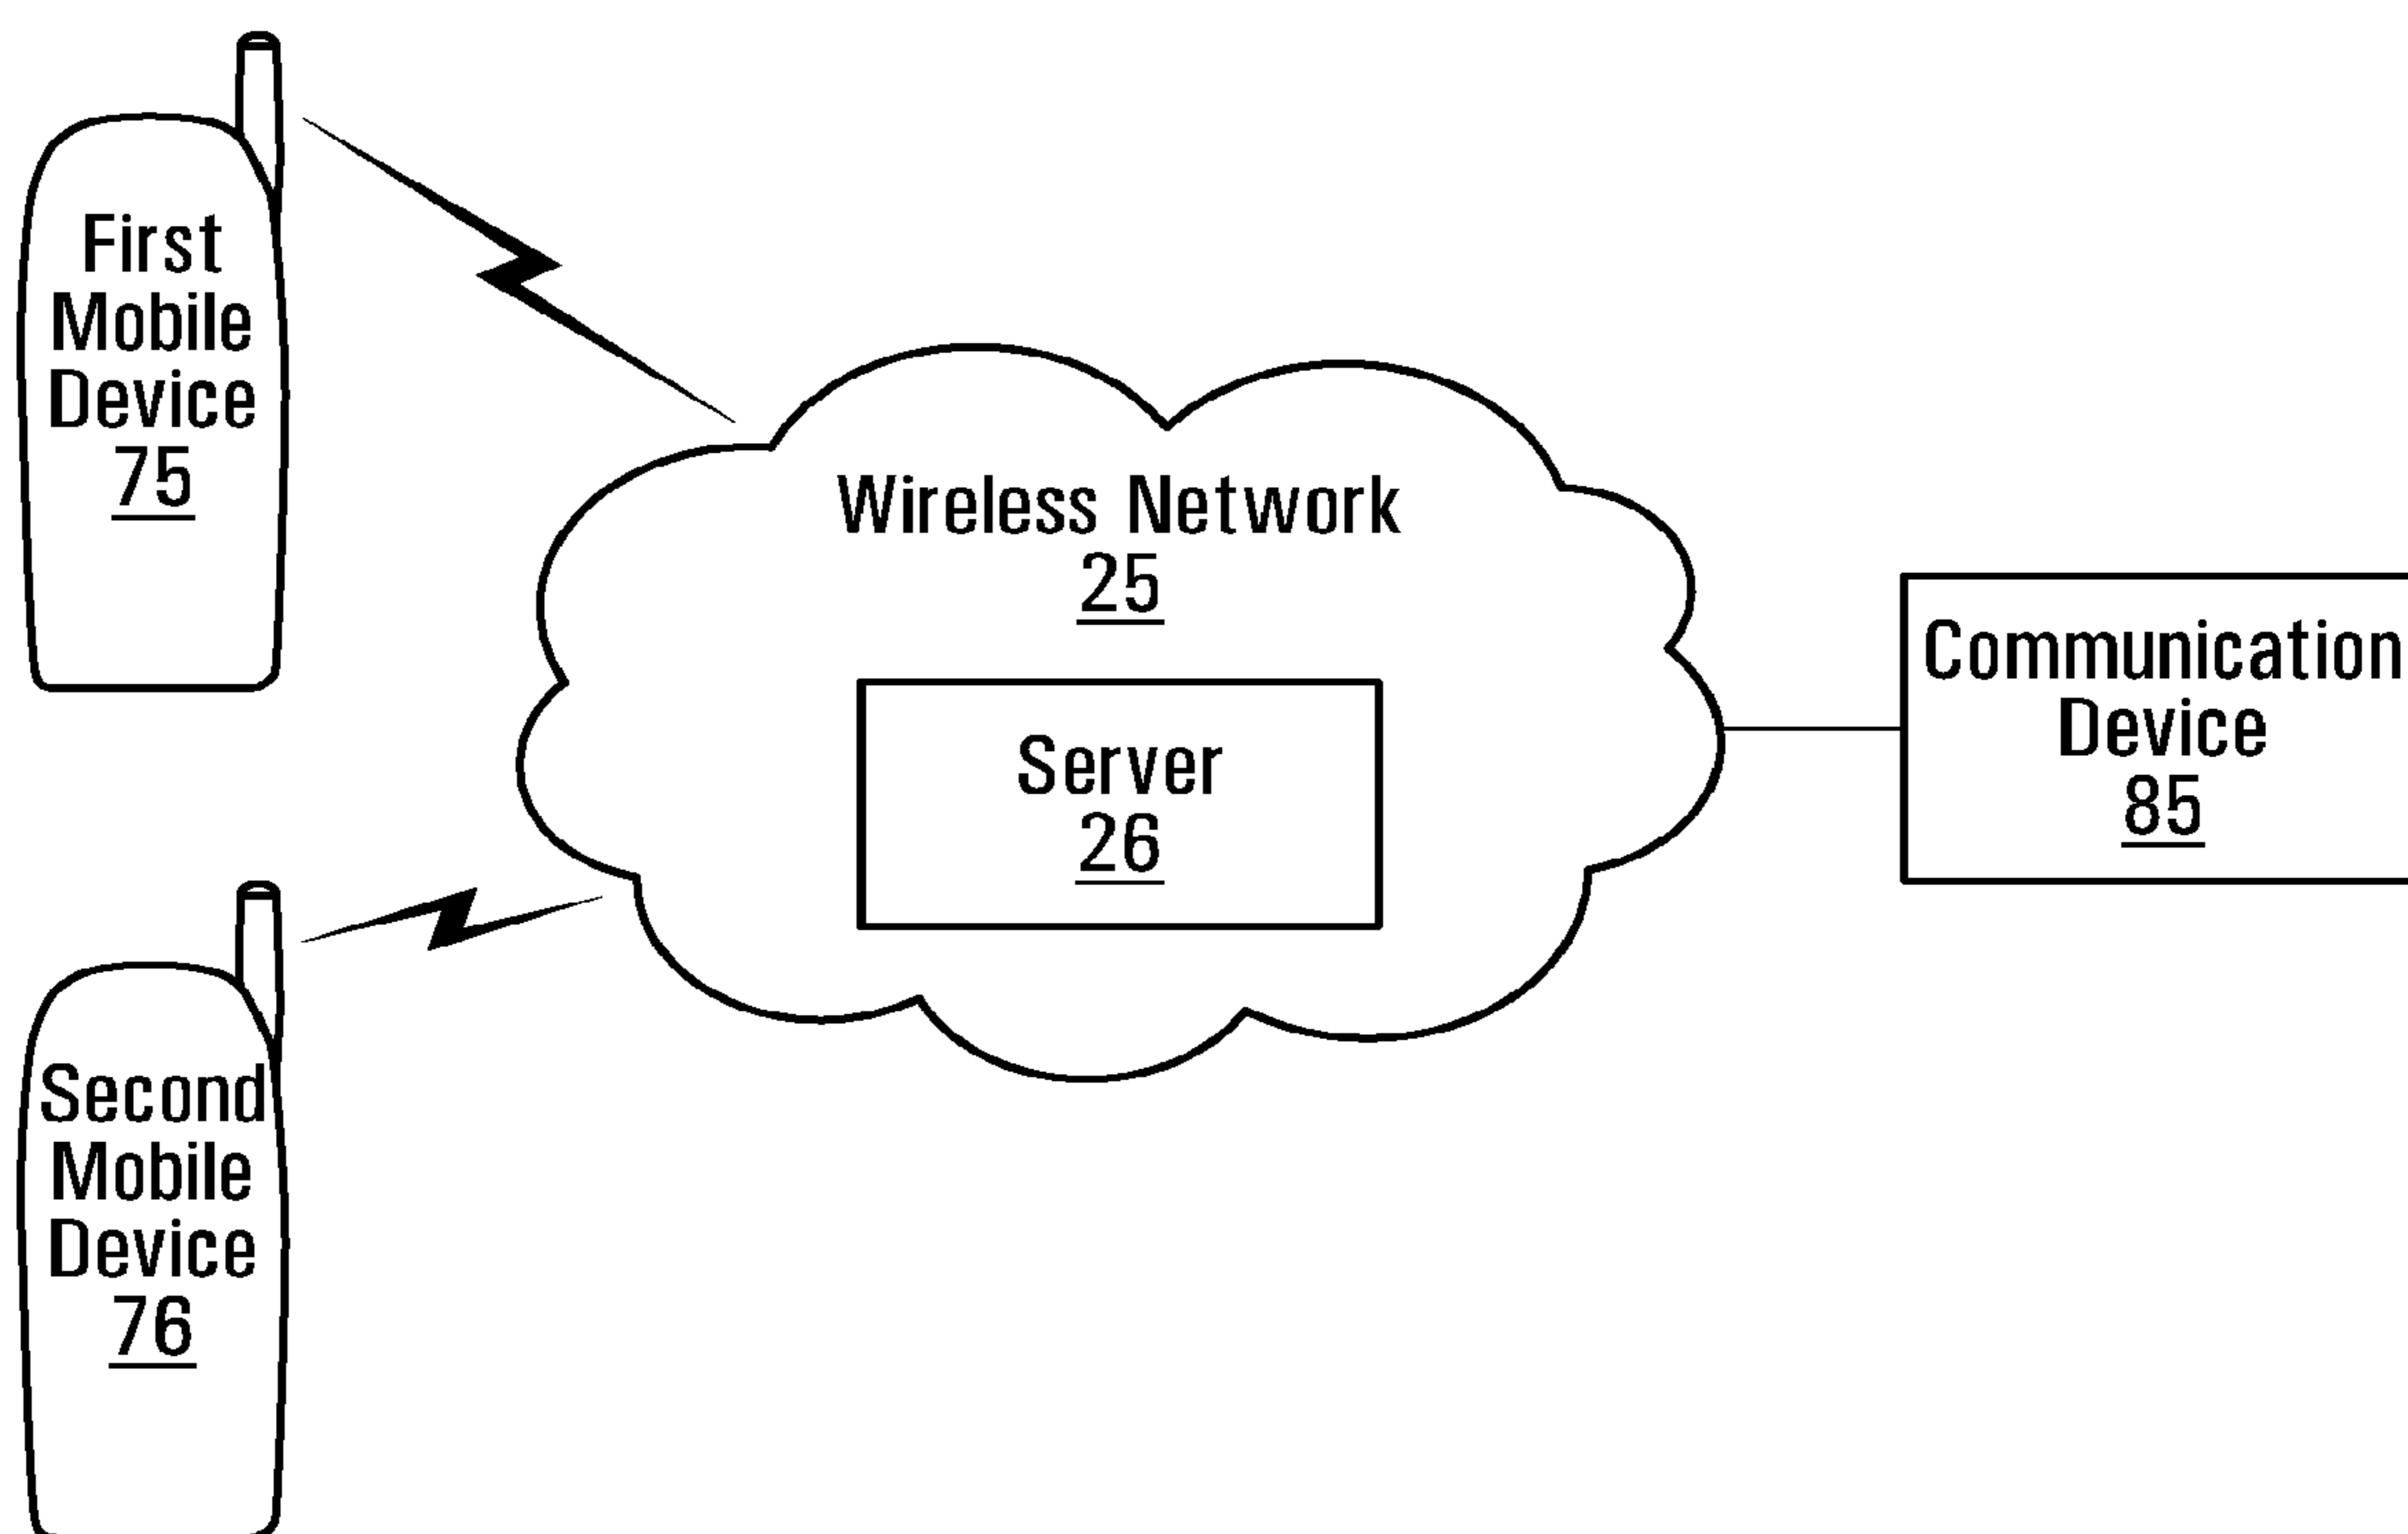 First
Mobile
Device
75
Wireless Network
25
Server
26
Communication
Device
85
Second
Mobile
Device
76